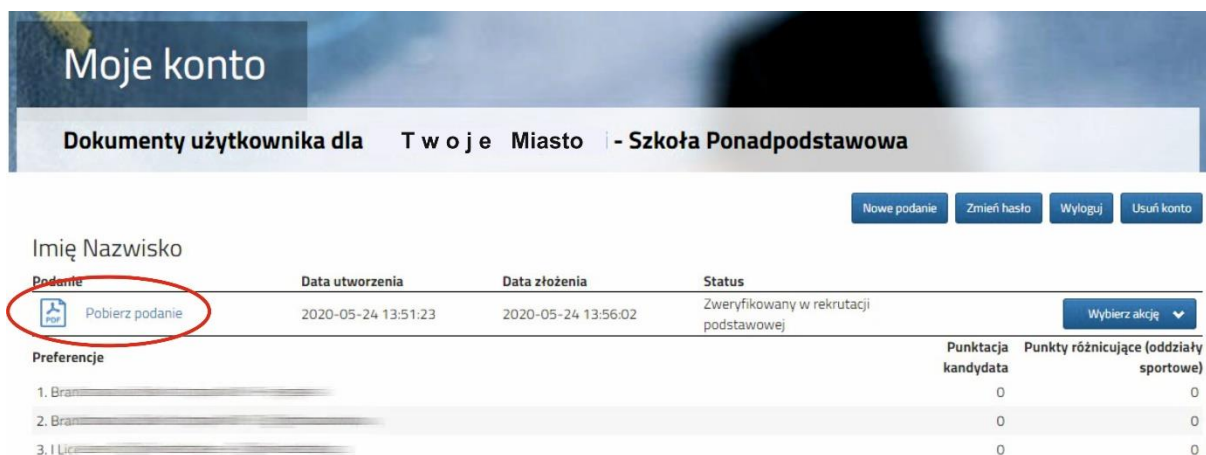 Moje konto
Dokumenty użytkownika dla Twoje Miasto - Szkoła Ponadpodstawowa
Nowe podanie Zmień hasło Wyloguj Usuń konto
Imię Nazwisko
Podanie Data utworzenia Data złożenia Status
PDF Pobierz podanie 2020-05-24 13:51:23 2020-05-24 13:56:02 Zweryfikowany w rekrutacji
podstawowej
Wybierz akcję
Preferencje Punktacja Punkty różnicujące (oddziały
kandydata sportowe)
1. 0 0
2. 0 0
3. I 0 0